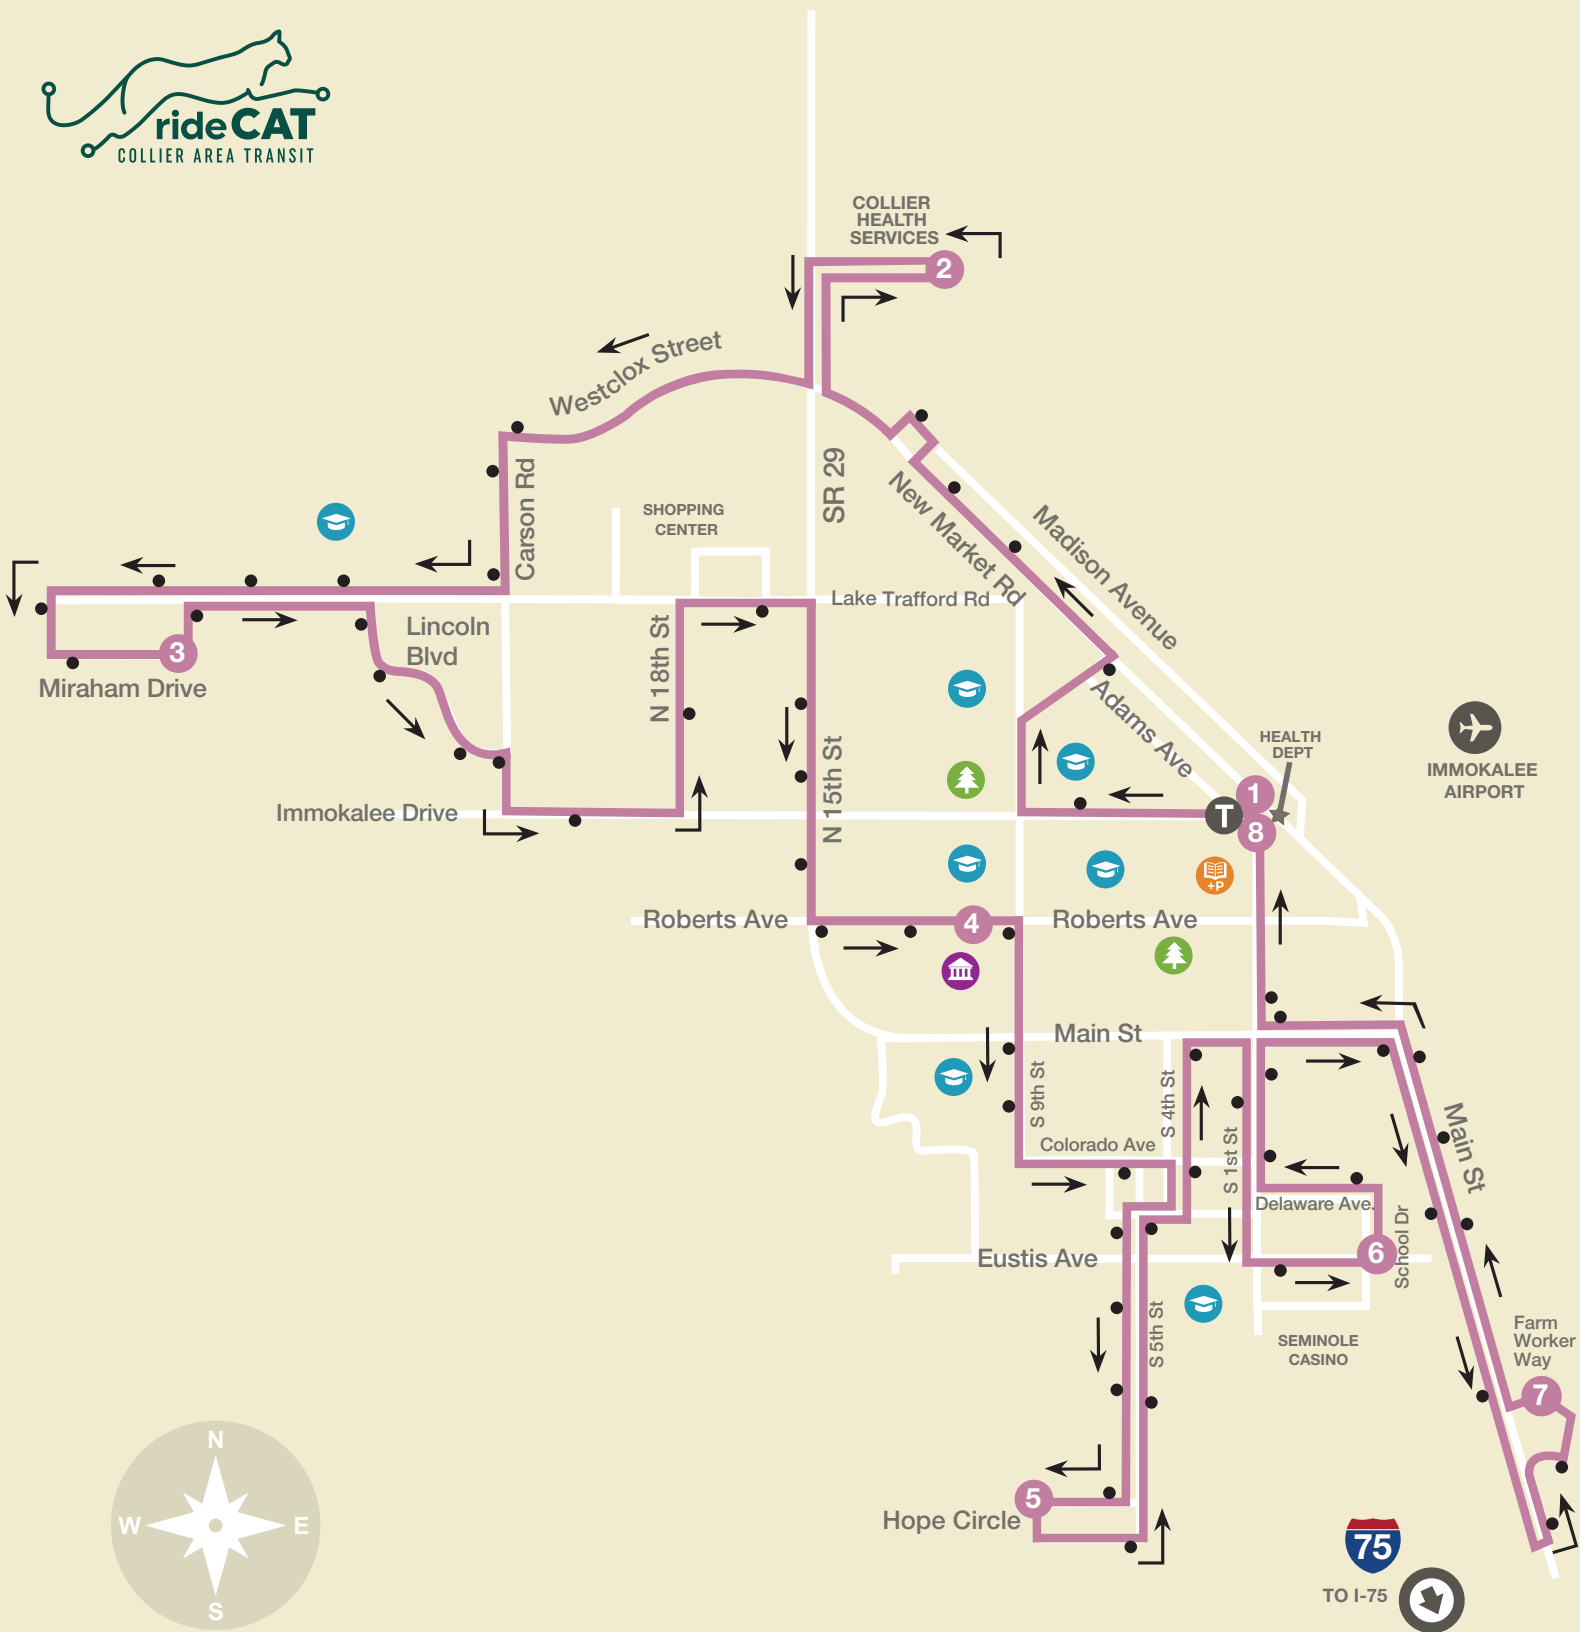 rideCAT
COLLIER AREA TRANSIT
COLLIER
HEALTH
SERVICES
2
Westclox Street
Carson Rd
SHOPPING
CENTER
SR 29
New Market Rd
Madison Avenue
Lake Trafford Rd
Lincoln
Blvd
3
Miraham Drive
N 18th St
N 15th St
Adams Ave
HEALTH
DEPT
IMMOKALEE
AIRPORT
Immokalee Drive
1
T
8
+P
Roberts Ave
4
Roberts Ave
Main St
S 9th St
S 4th St
Colorado Ave
S 1st St
Main St
Delaware Ave.
School Dr
6
Eustis Ave
S 5th St
SEMINOLE
CASINO
Farm
Worker
Way
7
5
Hope Circle
N
W
E
S
75
TO I-75